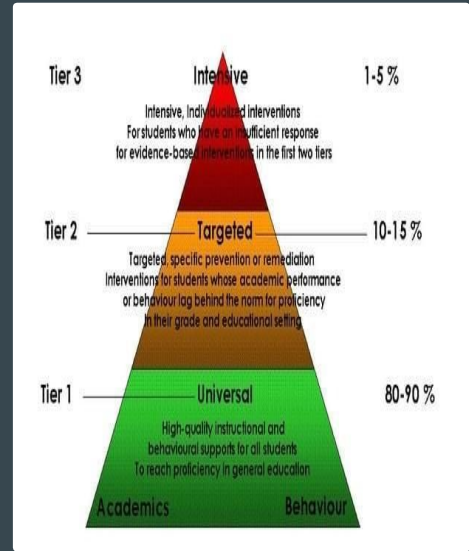 Tier 3 Intensive 1-5 %
Intensive, Individualized interventions
For students who have an insufficient response
for evidence-based interventions in the first two tiers
Tier 2 Targeted 10-15 %
Targeted, specific prevention or remediation
Interventions for students whose academic performance
or behaviour lag behind the norm for proficiency
In their grade and educational setting
Tier 1 Universal 80-90 %
High-quality instructional and
behavioural supports for all students
To reach proficiency in general education
Academics Behaviour